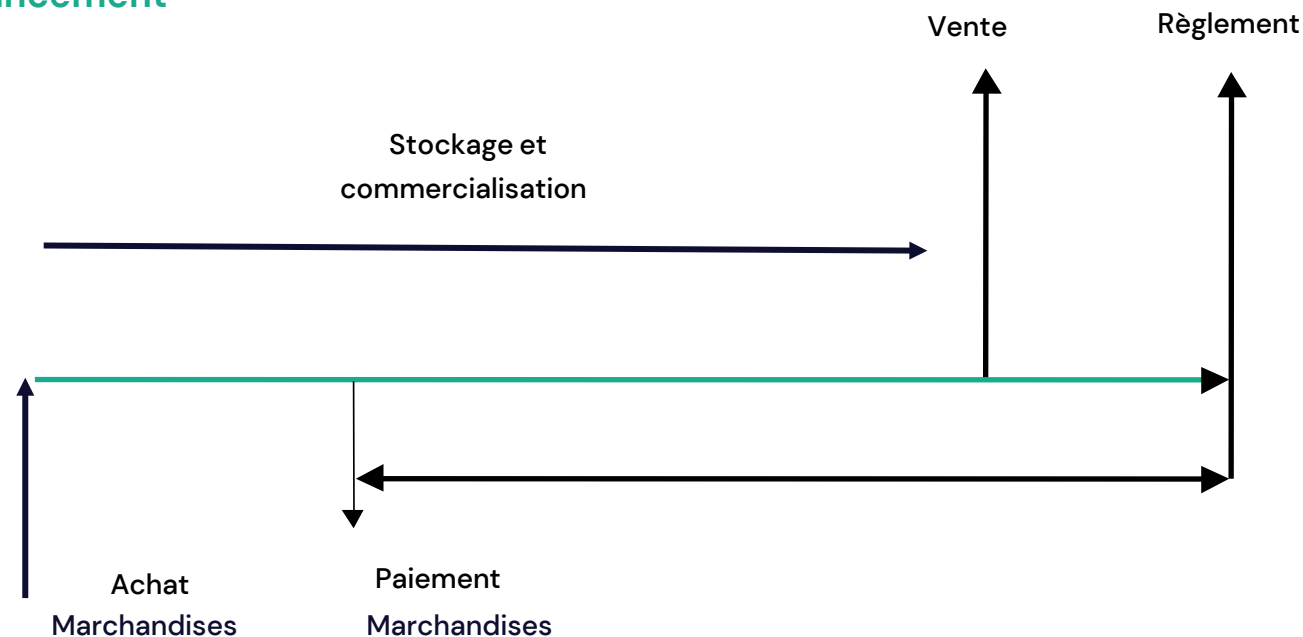 Vente
Règlement
Stockage et
commercialisation
Achat
Marchandises
Paiement
Marchandises